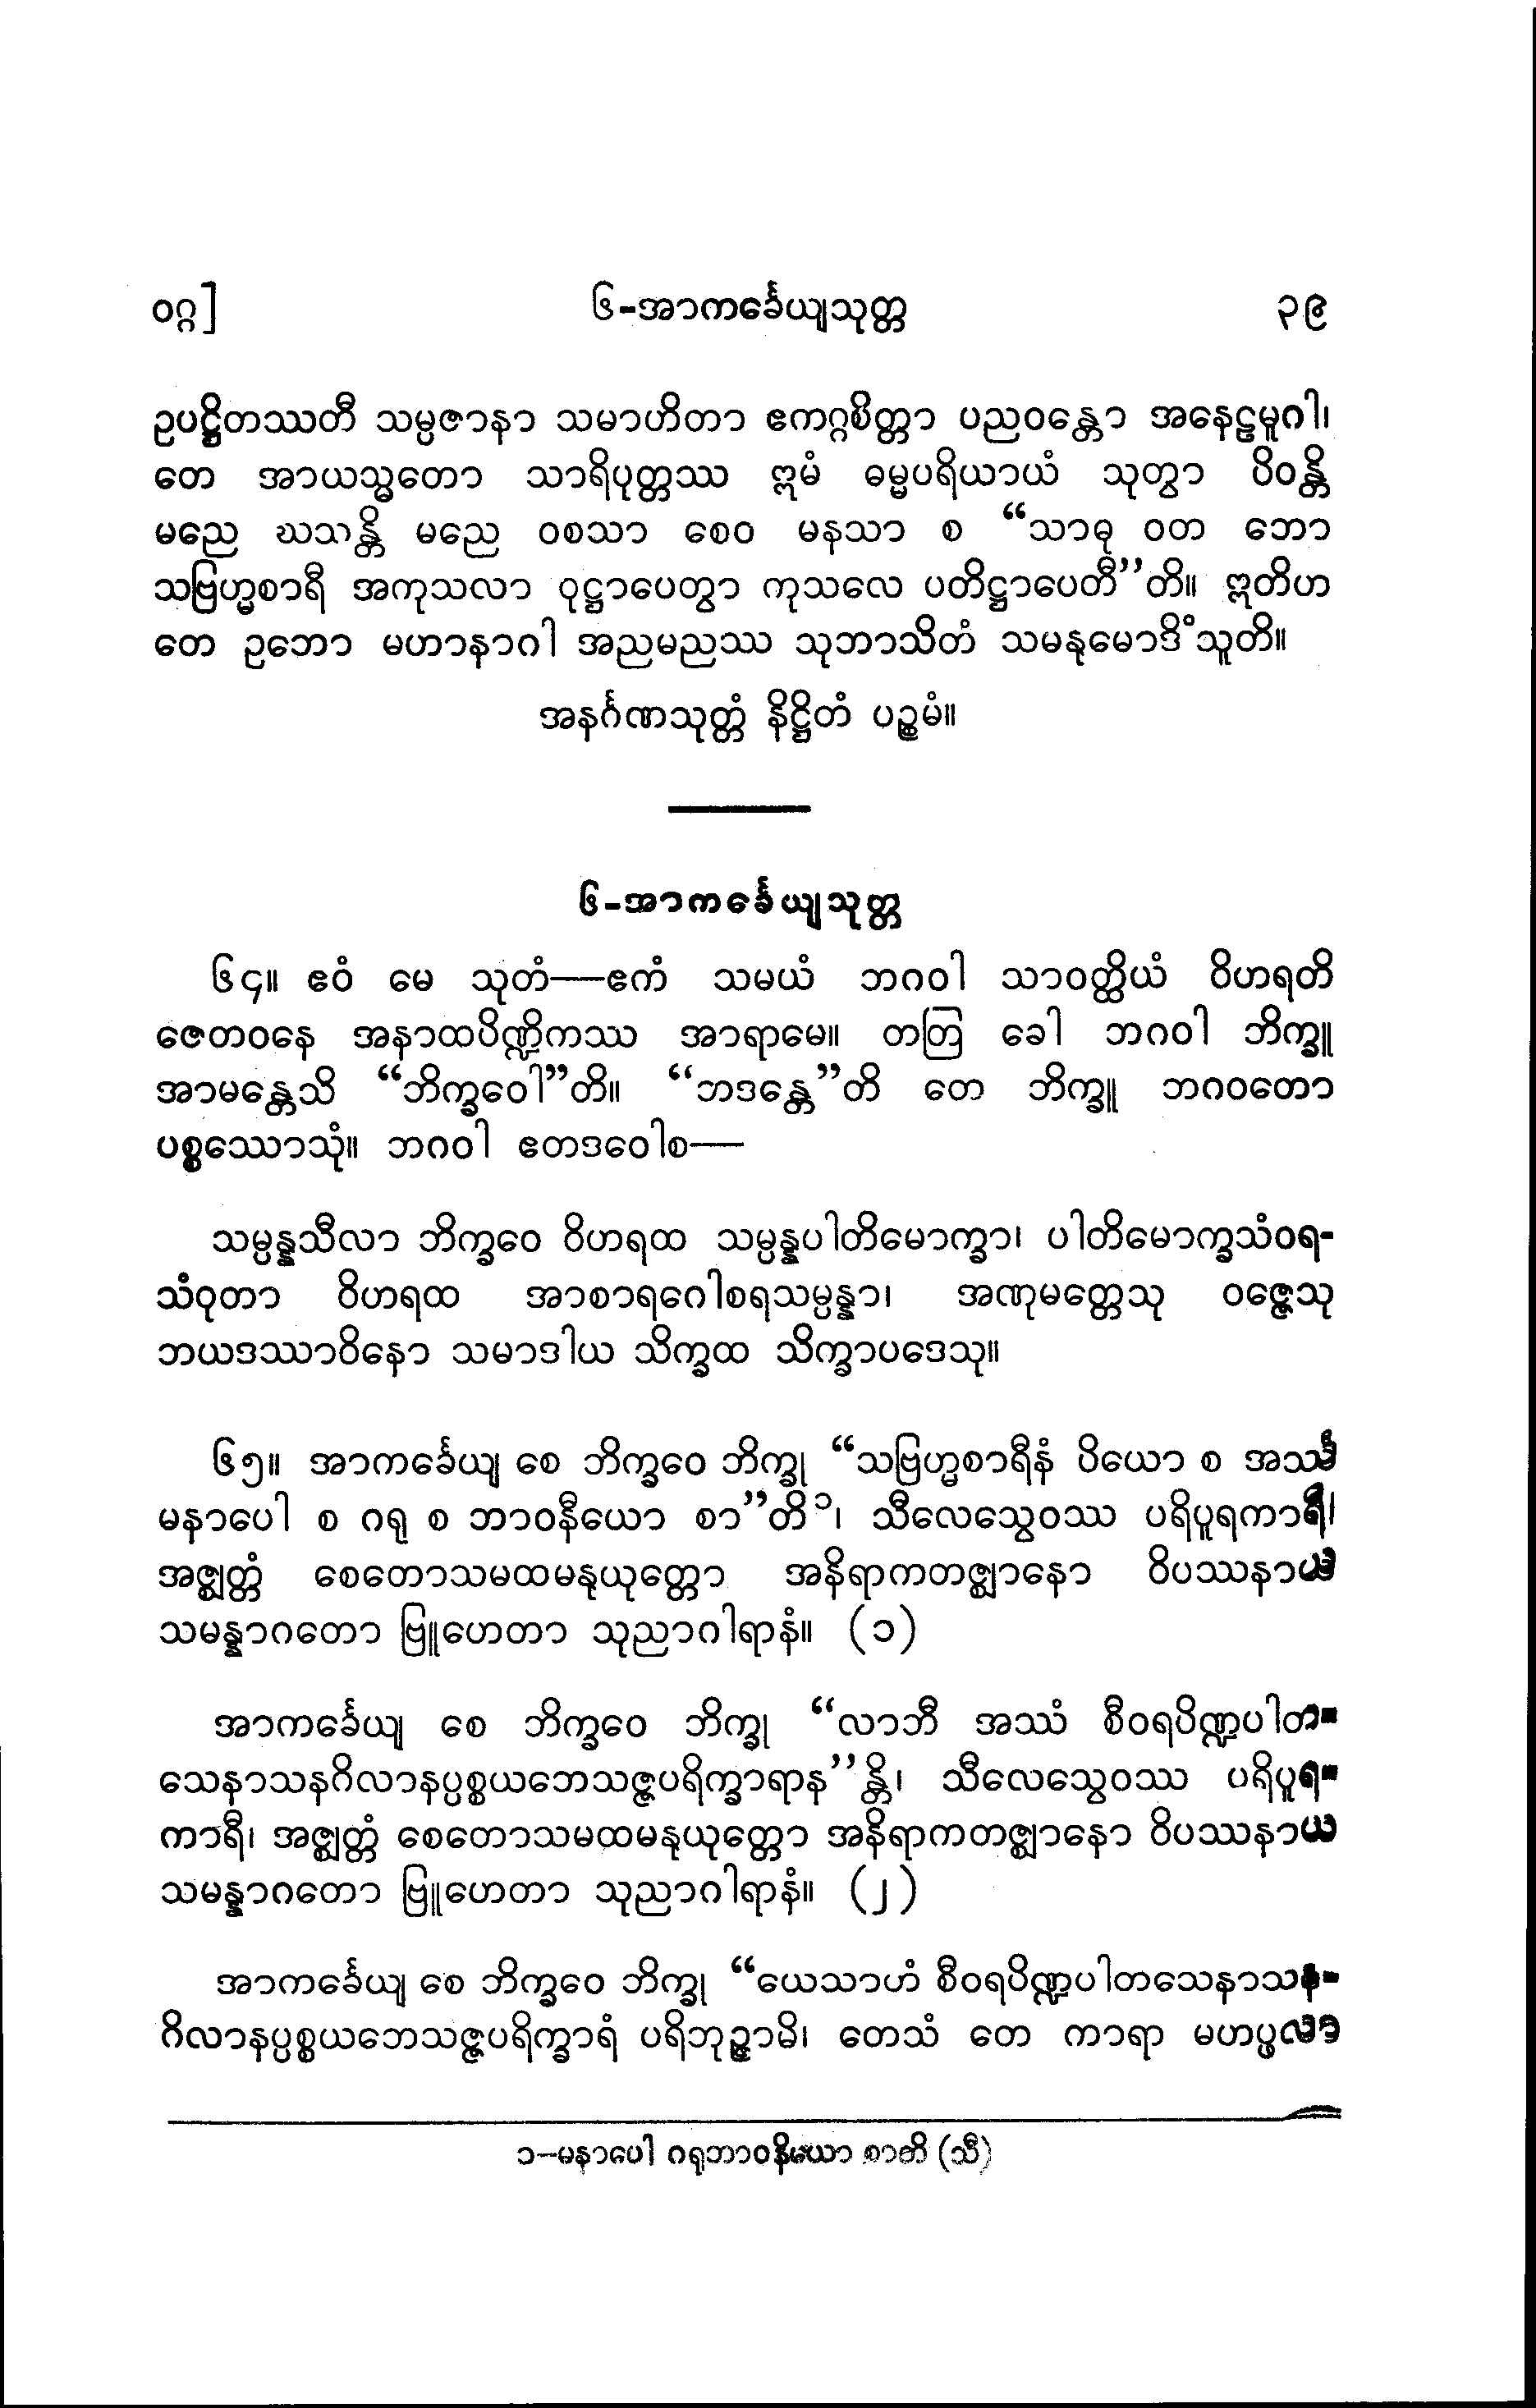 ဝဂ္ဂ] ၆-အာကင်္ခေယျသုတ္တ ၃၉
ဥပဋ္ဌိတဿတီ သမ္ပဇာနာ သမာဟိတာ ဧကဂ္ဂစိတ္တာ ပညဝန္တော အနေဠမူဂါ၊
တေ အာယသ္မတော သာရိပုတ္တဿ ဣမံ ဓမ္မပရိယာယံ သုတွာ ပိဝန္တိ
မညေ ဃသန္တိ မညေ ဝစသာ စေဝ မနသာ စ “သာဓု ဝတ ဘော
သဗြဟ္မစာရီ အကုသလာ ဝုဋ္ဌာပေတွာ ကုသလေ ပတိဋ္ဌာပေတီ”တိ။ ဣတိဟ
တေ ဥဘော မဟာနာဂါ အညမညဿ သုဘာသိတံ သမနုမောဒိံသူတိ။
အနင်္ဂဏသုတ္တံ နိဋ္ဌိတံ ပဉ္စမံ။
၆-အာကင်္ခေယျသုတ္တ
၆၄။ ဧဝံ မေ သုတံ—ဧကံ သမယံ ဘဂဝါ သာဝတ္ထိယံ ဝိဟရတိ
ဇေတဝနေ အနာထပိဏ္ဍိကဿ အာရာမေ။ တတြ ခေါ ဘဂဝါ ဘိက္ခူ
အာမန္တေသိ “ဘိက္ခဝေါ”တိ။ “ဘဒန္တေ”တိ တေ ဘိက္ခူ ဘဂဝတော
ပစ္စဿောသုံ။ ဘဂဝါ ဧတဒဝေါစ—
သမ္ပန္နသီလာ ဘိက္ခဝေ ဝိဟရထ သမ္ပန္နပါတိမောက္ခာ၊ ပါတိမောက္ခသံဝရ-
သံဝုတာ ဝိဟရထ အာစာရဂေါစရသမ္ပန္နာ၊ အဏုမတ္တေသု ဝဇ္ဇေသု
ဘယဒဿာဝိနော သမာဒါယ သိက္ခထ သိက္ခာပဒေသု။
၆၅။ အာကင်္ခေယျ စေ ဘိက္ခဝေ ဘိက္ခု “သဗြဟ္မစာရီနံ ပိယော စ အဿံ
မနာပေါ စ ဂရု စ ဘာဝနီယော စာ”တိ၁၊ သီလေသွေဝဿ ပရိပူရကာရီ၊
အဇ္ဈတ္တံ စေတောသမထမနုယုတ္တော အနိရာကတဇ္ဈာနော ဝိပဿနာယ
သမန္နာဂတော ဗြူဟေတာ သုညာဂါရာနံ။ (၁)
အာကင်္ခေယျ စေ ဘိက္ခဝေ ဘိက္ခု “လာဘီ အဿံ စီဝရပိဏ္ဍပါတ-
သေနာသနဂိလာနပ္ပစ္စယဘေသဇ္ဇပရိက္ခာရာန”န္တိ၊ သီလေသွေဝဿ ပရိပူရ-
ကာရီ၊ အဇ္ဈတ္တံ စေတောသမထမနုယုတ္တော အနိရာကတဇ္ဈာနော ဝိပဿနာယ
သမန္နာဂတော ဗြူဟေတာ သုညာဂါရာနံ။ (၂)
အာကင်္ခေယျ စေ ဘိက္ခဝေ ဘိက္ခု “ယေသာဟံ စီဝရပိဏ္ဍပါတသေနာသန-
ဂိလာနပ္ပစ္စယဘေသဇ္ဇပရိက္ခာရံ ပရိဘုဉ္ဇာမိ၊ တေသံ တေ ကာရာ မဟပ္ဖလာ
၁-မနာပေါ ဂရုဘာဝနိယော စာတိ (သီ)